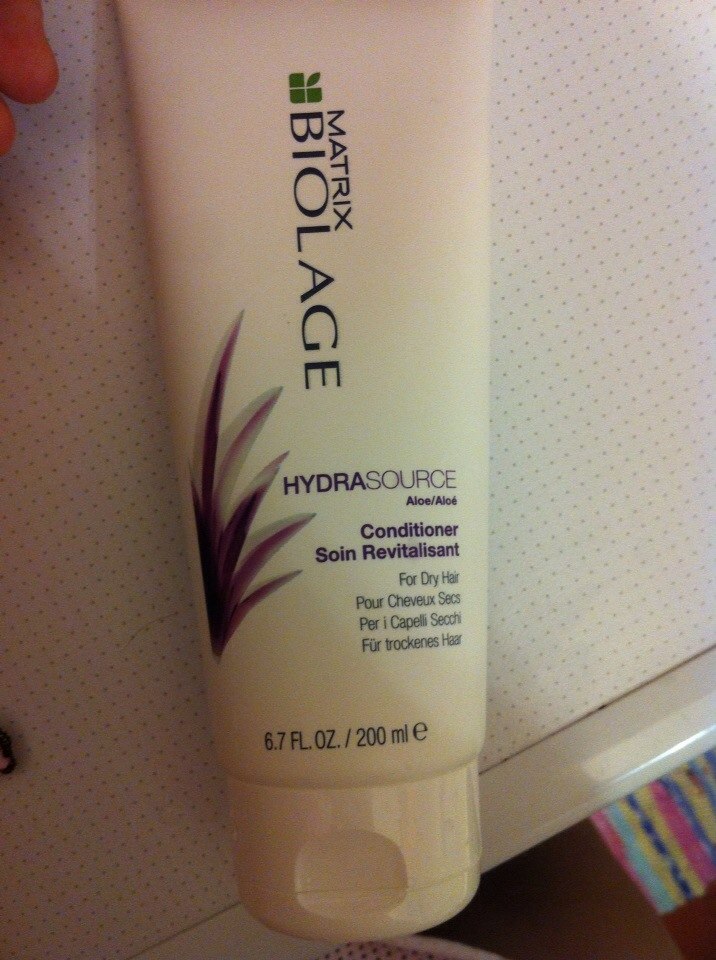 MATRIX
BIOLAGE
HYDRASOURCE
Aloe/Aloé
Conditioner
Soin Revitalisant
For Dry Hair
Pour Cheveux Secs
Per i Capelli Secchi
Für trockenes Haar
6.7 FL. OZ. / 200 ml ℮